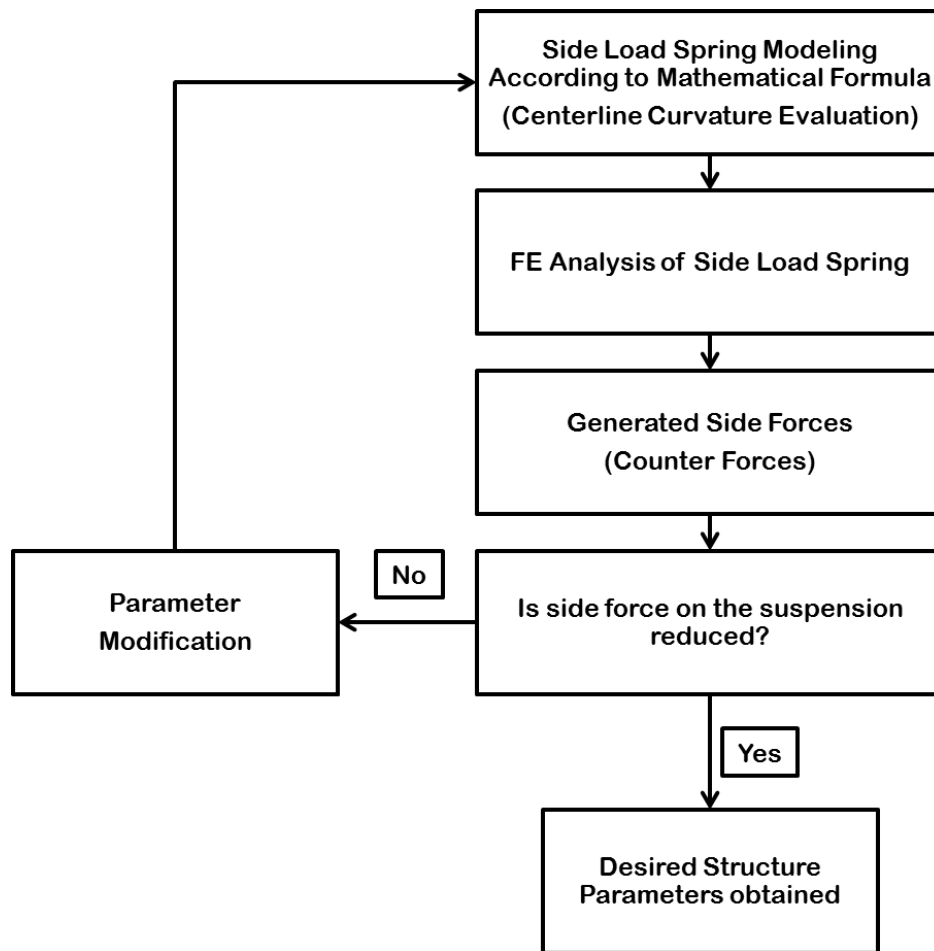 Side Load Spring Modeling
According to Mathematical Formula
(Centerline Curvature Evaluation)
FE Analysis of Side Load Spring
Generated Side Forces
(Counter Forces)
Is side force on the suspension
reduced?
No
Parameter
Modification
Yes
Desired Structure
Parameters obtained